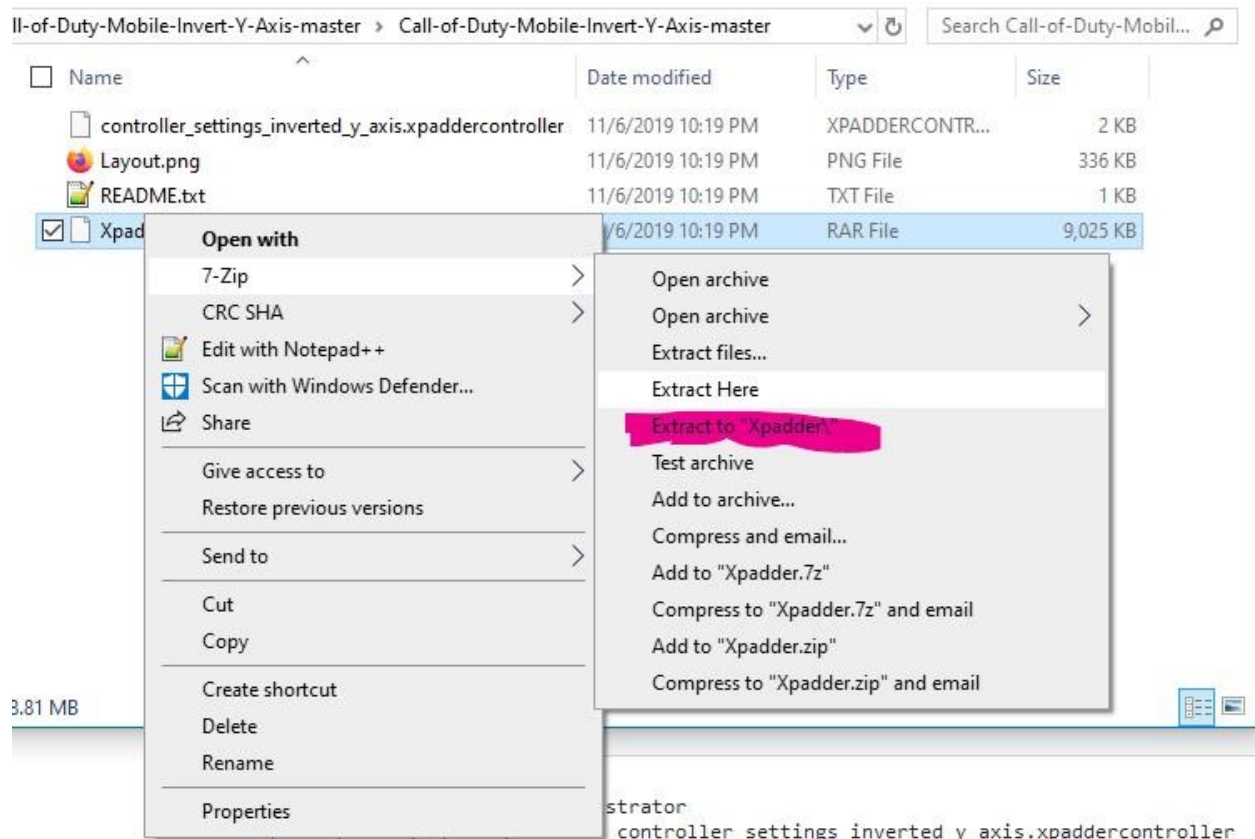 ll-of-Duty-Mobile-Invert-Y-Axis-master > Call-of-Duty-Mobile-Invert-Y-Axis-master Search Call-of-Duty-Mobil...
Name Date modified Type Size
controller_settings_inverted_y_axis.xpaddercontroller 11/6/2019 10:19 PM XPADDERCONTR... 2 KB
Layout.png 11/6/2019 10:19 PM PNG File 336 KB
README.txt 11/6/2019 10:19 PM TXT File 1 KB
Xpad /6/2019 10:19 PM RAR File 9,025 KB
Open with
7-Zip
CRC SHA
Edit with Notepad++
Scan with Windows Defender...
Share
Give access to
Restore previous versions
Send to
Cut
Copy
Create shortcut
Delete
Rename
Properties
Open archive
Open archive
Extract files...
Extract Here
Extract to "Xpadder\"
Test archive
Add to archive...
Compress and email...
Add to "Xpadder.7z"
Compress to "Xpadder.7z" and email
Add to "Xpadder.zip"
Compress to "Xpadder.zip" and email
.81 MB
strator
controller_settings_inverted_y_axis.xpaddercontroller